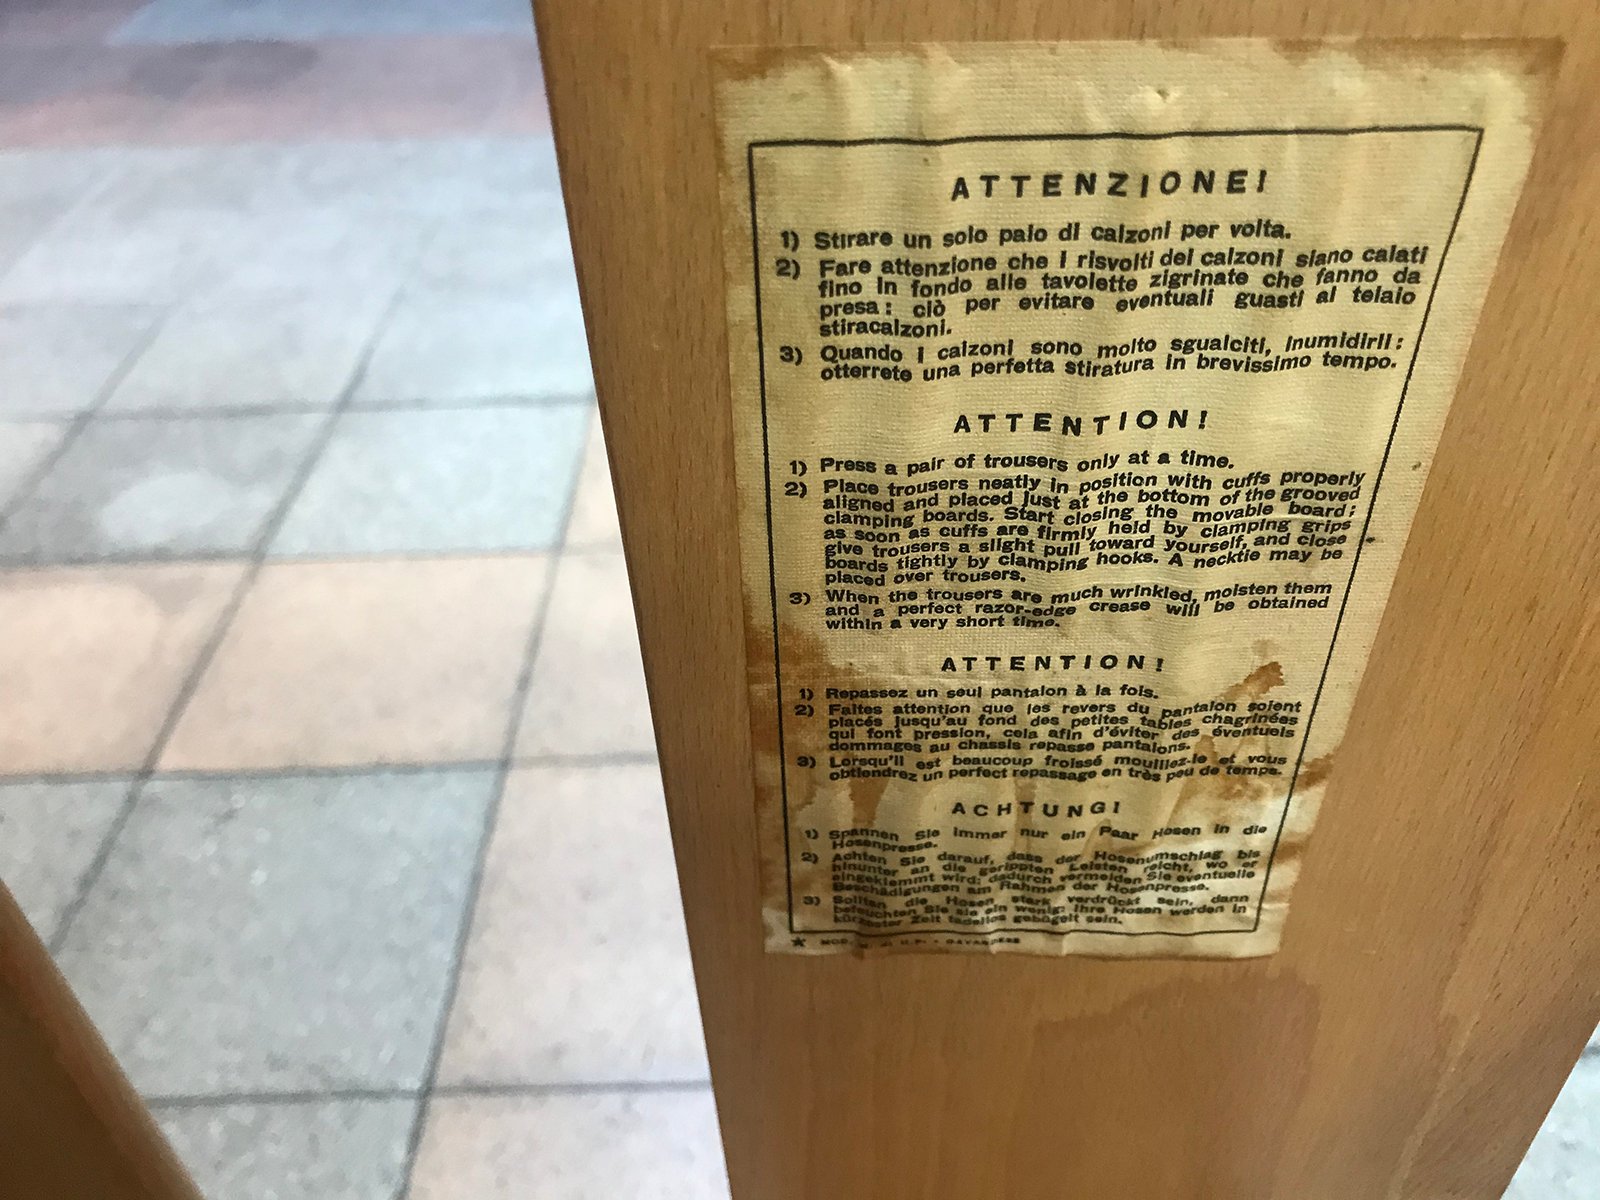 ATTENZIONE!
1) Stirare un solo paio di calzoni per volta.
2) Fare attenzione che i risvolti dei calzoni siano calati
fino in fondo alle tavolette zigrinate che fanno da
presa: ciò per evitare eventuali guasti al telaio
stiracalzoni.
3) Quando i calzoni sono molto sgualciti, inumidirli:
otterrete una perfetta stiratura in brevissimo tempo.
ATTENTION!
1) Press a pair of trousers only at a time.
2) Place trousers neatly in position with cuffs properly
aligned and placed just at the bottom of the grooved
clamping boards. Start closing the movable board;
as soon as cuffs are firmly held by clamping grips
give trousers a slight pull toward yourself, and close
boards tightly by clamping hooks. A necktie may be
placed over trousers.
3) When the trousers are much wrinkled, moisten them
and a perfect razor-edge crease will be obtained
within a very short time.
ATTENTION!
1) Repassez un seul pantalon à la fois.
2) Faites attention que les revers du pantalon soient
placés jusqu'au fond des petites tables chagrinées
qui font pression, cela afin d'éviter des éventuels
dommages au chassis repasse pantalons.
3) Lorsqu'il est beaucoup froissé mouillez-le et vous
obtiendrez un perfect repassage en très peu de temps.
ACHTUNG!
1) Spannen Sie immer nur ein Paar Hosen in die
Hosenpresse.
2) Achten Sie darauf, dass der Hosenumschlag bis
hinunter an die gerippten Leisten reicht, wo er
eingeklemmt wird: dadurch vermeiden Sie eventuelle
Beschädigungen am Rahmen der Hosenpresse.
3) Sollten die Hosen stark verdrückt sein, dann
befeuchten Sie sie ein wenig: Ihre Hosen werden in
kürzester Zeit tadellos gebügelt sein.
★ MOD.